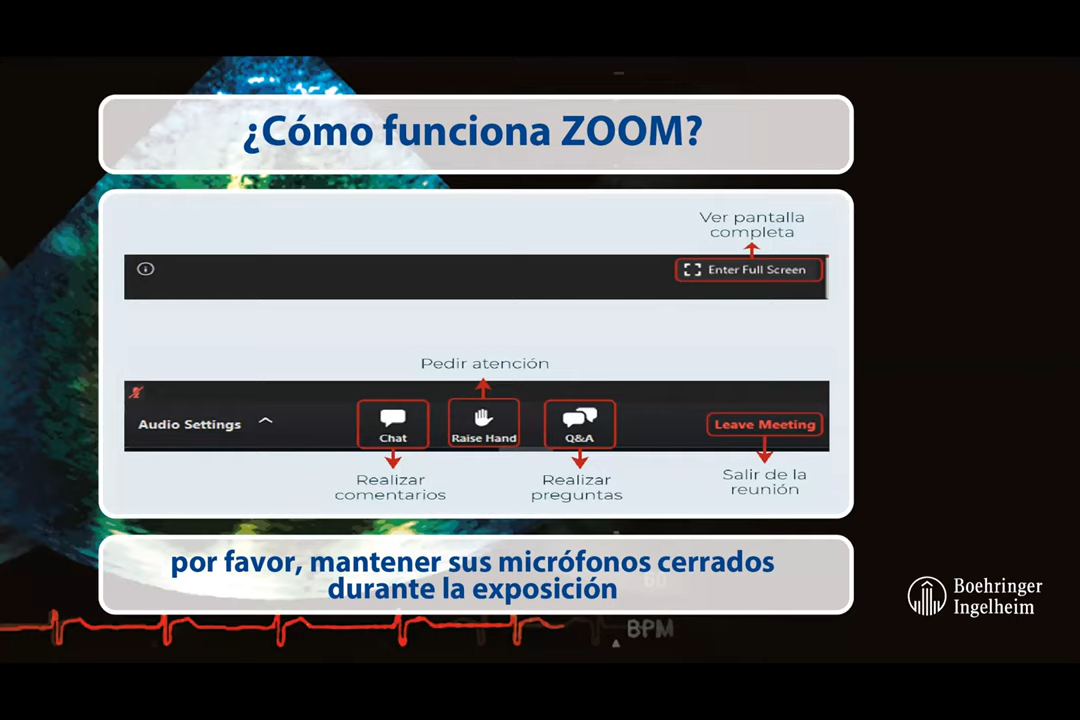 ¿Cómo funciona ZOOM?
Ver pantalla
completa
Enter Full Screen
Pedir atención
Audio Settings
Chat
Raise Hand
Q&A
Leave Meeting
Realizar
comentarios
Realizar
preguntas
Salir de la
reunión
por favor, mantener sus micrófonos cerrados
durante la exposición
Boehringer
Ingelheim
60
BPM